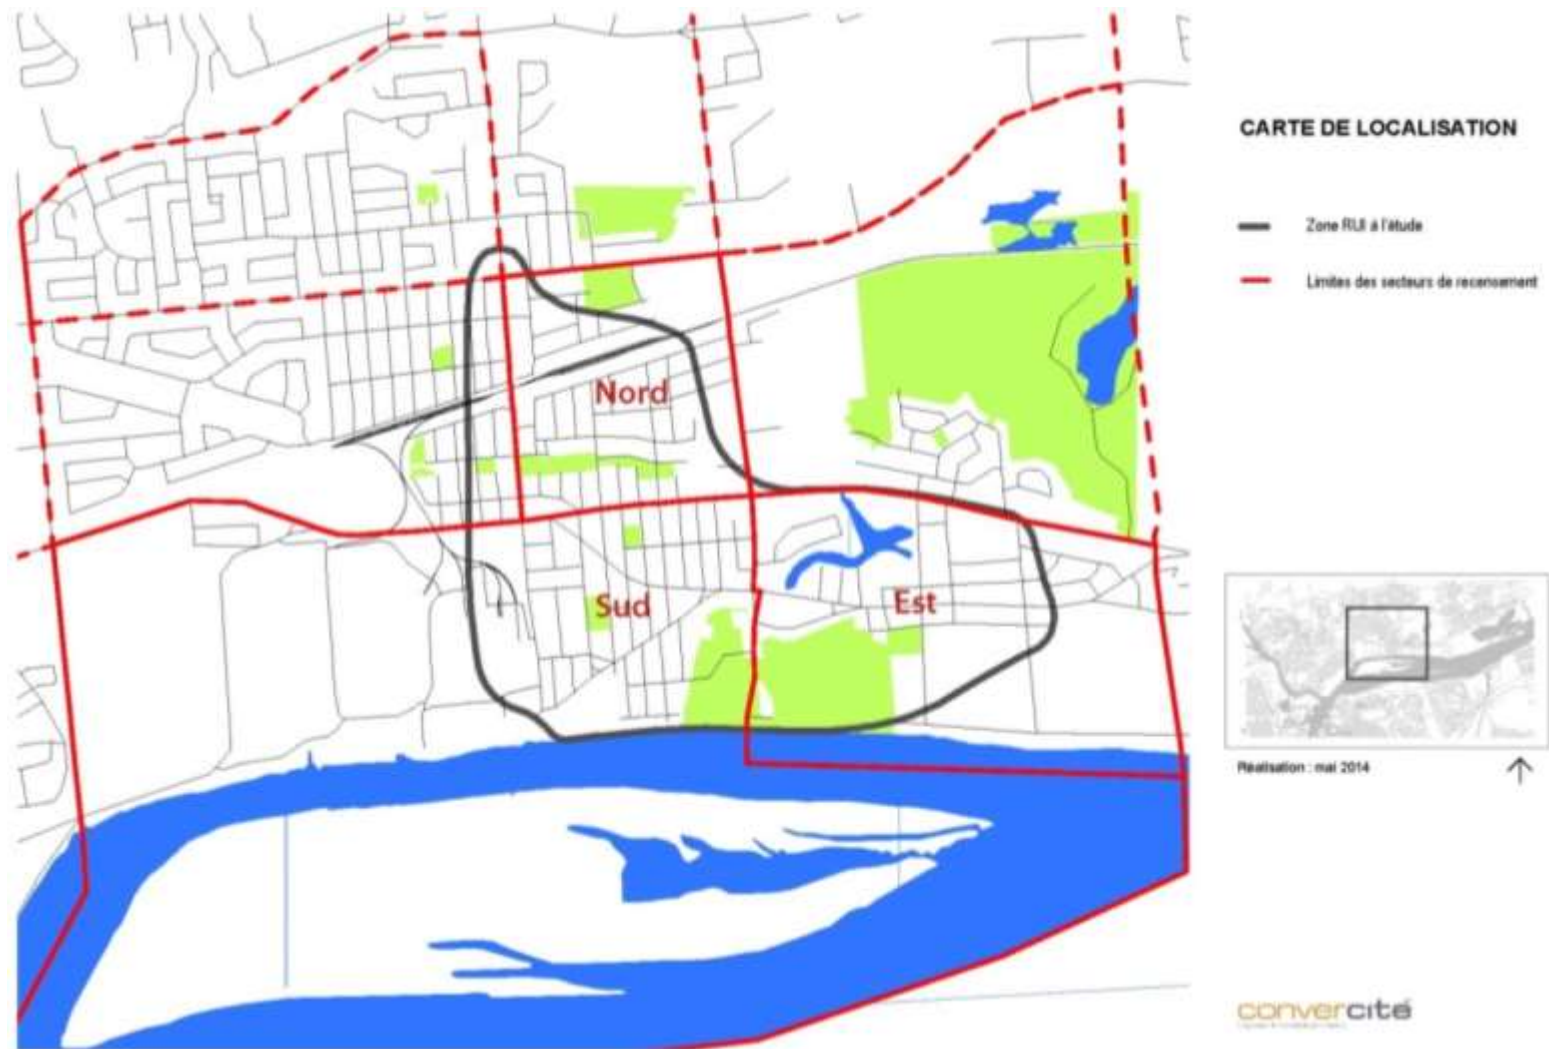 CARTE DE LOCALISATION
Zone RUI à l'étude
Limites des secteurs de recensement
Nord
Sud
Est
Réalisation : mai 2014
convercité